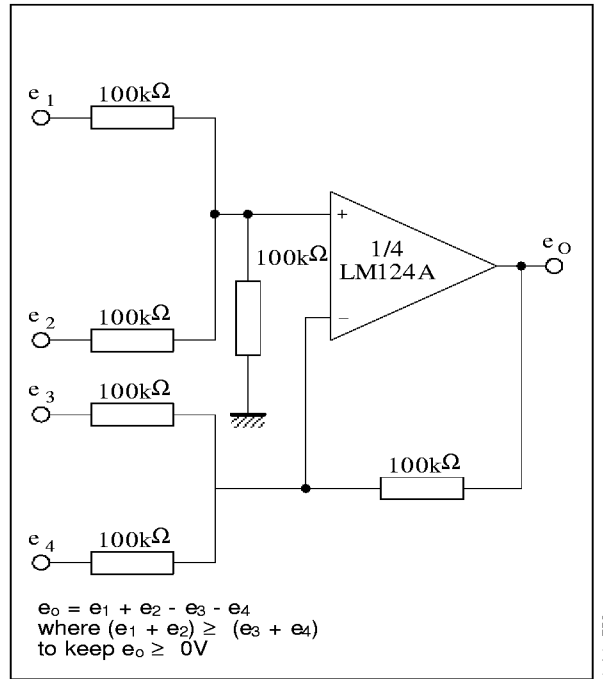 e1
100kΩ
+
1/4
LM124A
100kΩ
eO
e2
100kΩ
−
e3
100kΩ
100kΩ
e4
100kΩ
eo = e1 + e2 - e3 - e4
where (e1 + e2) ≥ (e3 + e4)
to keep eo ≥ 0V